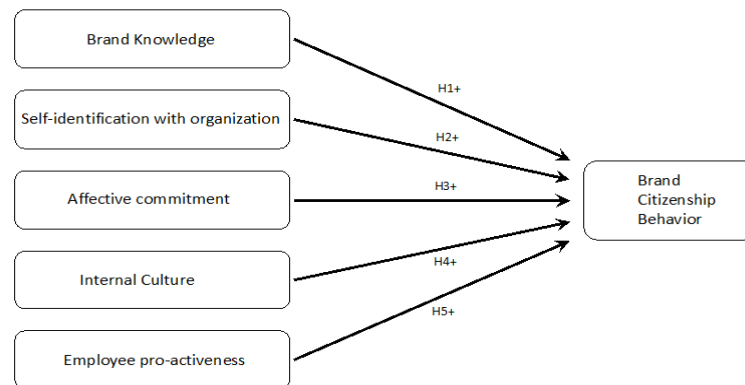 Brand Knowledge
H1+
Self-identification with organization
H2+
Affective commitment
H3+
Brand
Citizenship
Behavior
Internal Culture
H4+
H5+
Employee pro-activeness